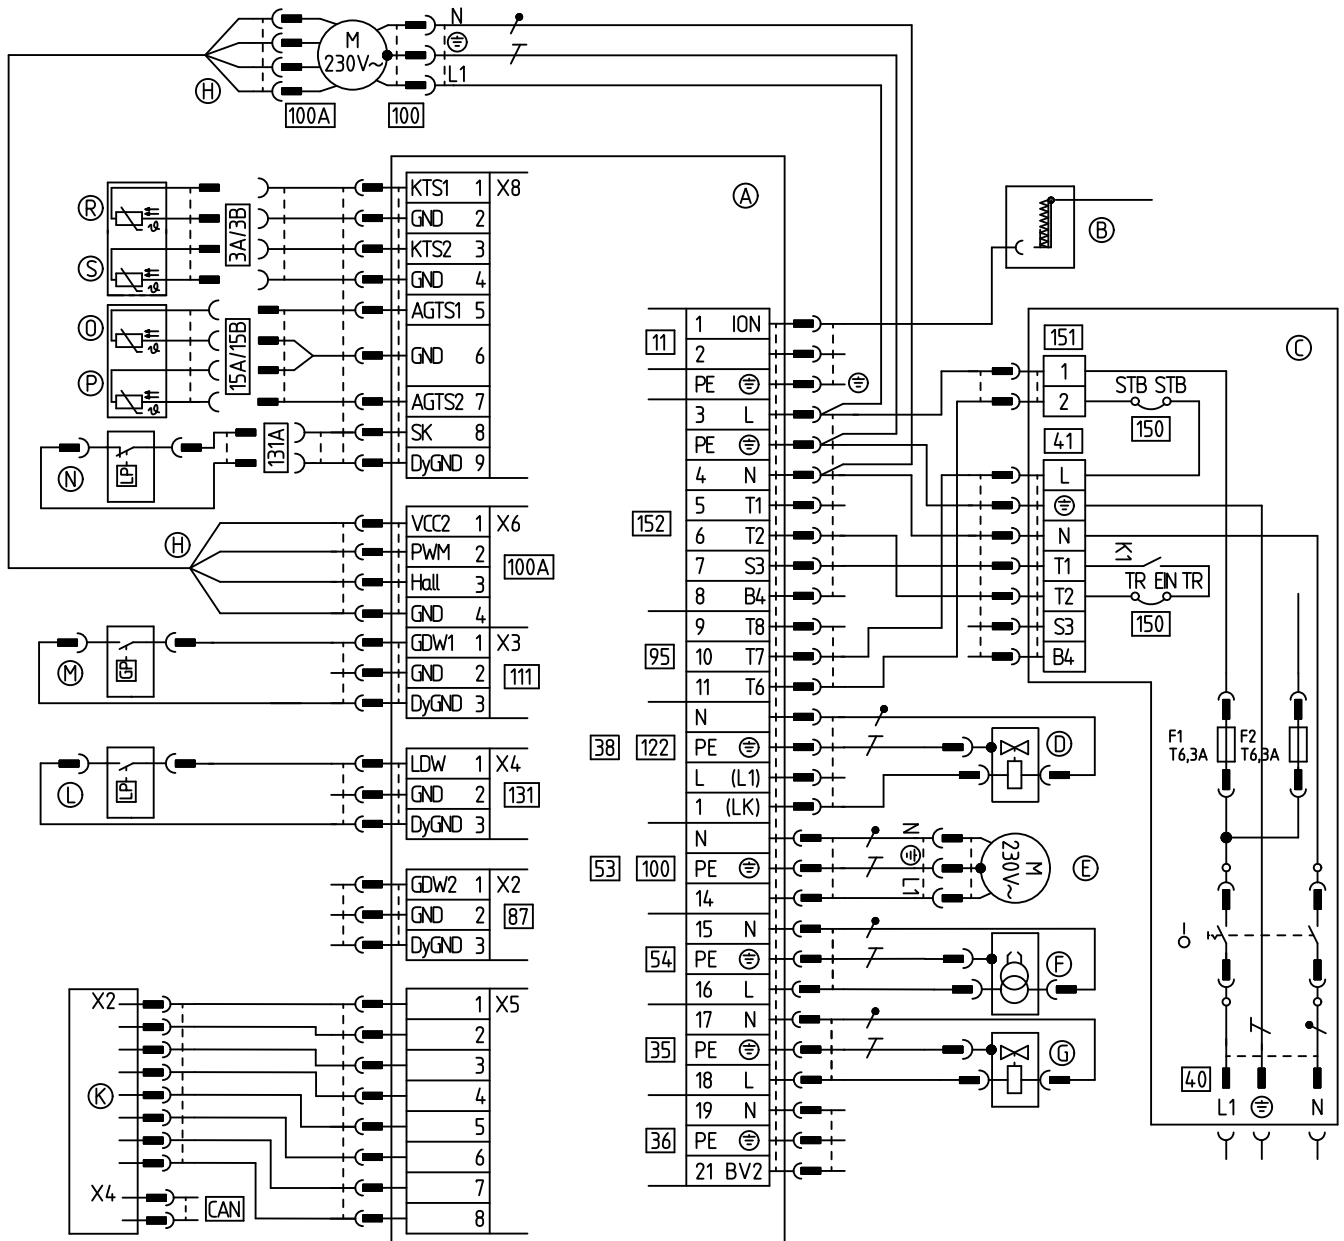 N
M
230V~
L1
H
100A
100
A
R
S
3A/3B
O
P
15A/15B
N
LP
131A
KTS1 1 X8
GND 2
KTS2 3
GND 4
AGTS1 5
GND 6
AGTS2 7
SK 8
DyGND 9
H
VCC2 1 X6
PWM 2
100A
Hall 3
GND 4
M
GP
GDW1 1 X3
GND 2
111
DyGND 3
L
LP
LDW 1 X4
GND 2
131
DyGND 3
GDW2 1 X2
GND 2
87
DyGND 3
K
X2
X4
CAN
1 X5
2
3
4
5
6
7
8
11
1 ION
2
PE
3 L
PE
4 N
152
5 T1
6 T2
7 S3
8 B4
95
9 T8
10 T7
11 T6
38 122
N
PE
L (L1)
1 (LK)
53 100
N
PE
14
54
15 N
PE
16 L
35
17 N
PE
18 L
36
19 N
PE
21 BV2
B
C
151
1
2
STB STB
150
41
L
N
T1
T2
S3
B4
K1
TR EIN TR
150
D
N
L1
M
230V~
E
F
G
F1
T6,3A
F2
T6,3A
40
L1
N